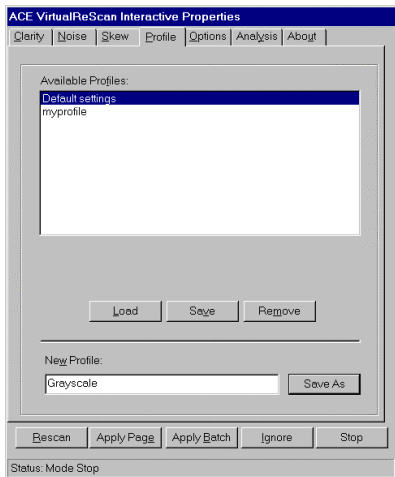 ACE VirtualReScan Interactive Properties
Clarity Noise Skew Profile Options Analysis About
Available Profiles:
Default settings
myprofile
Load Save Remove
New Profile:
Grayscale Save As
Rescan Apply Page Apply Batch Ignore Stop
Status: Mode Stop